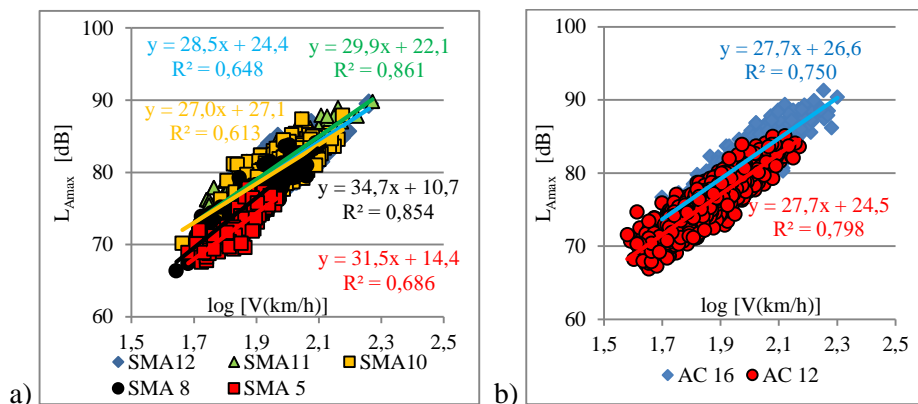 100
90
80
70
60
L_Amax [dB]
y = 28,5x + 24,4
R² = 0,648
y = 29,9x + 22,1
R² = 0,861
y = 27,0x + 27,1
R² = 0,613
y = 34,7x + 10,7
R² = 0,854
y = 31,5x + 14,4
R² = 0,686
log [V(km/h)]
1,5 1,7 1,9 2,1 2,3 2,5
SMA12 SMA11 SMA10
SMA 8 SMA 5
a)
100
90
80
70
60
L_Amax [dB]
y = 27,7x + 26,6
R² = 0,750
y = 27,7x + 24,5
R² = 0,798
log [V(km/h)]
1,5 1,7 1,9 2,1 2,3 2,5
AC 16 AC 12
b)